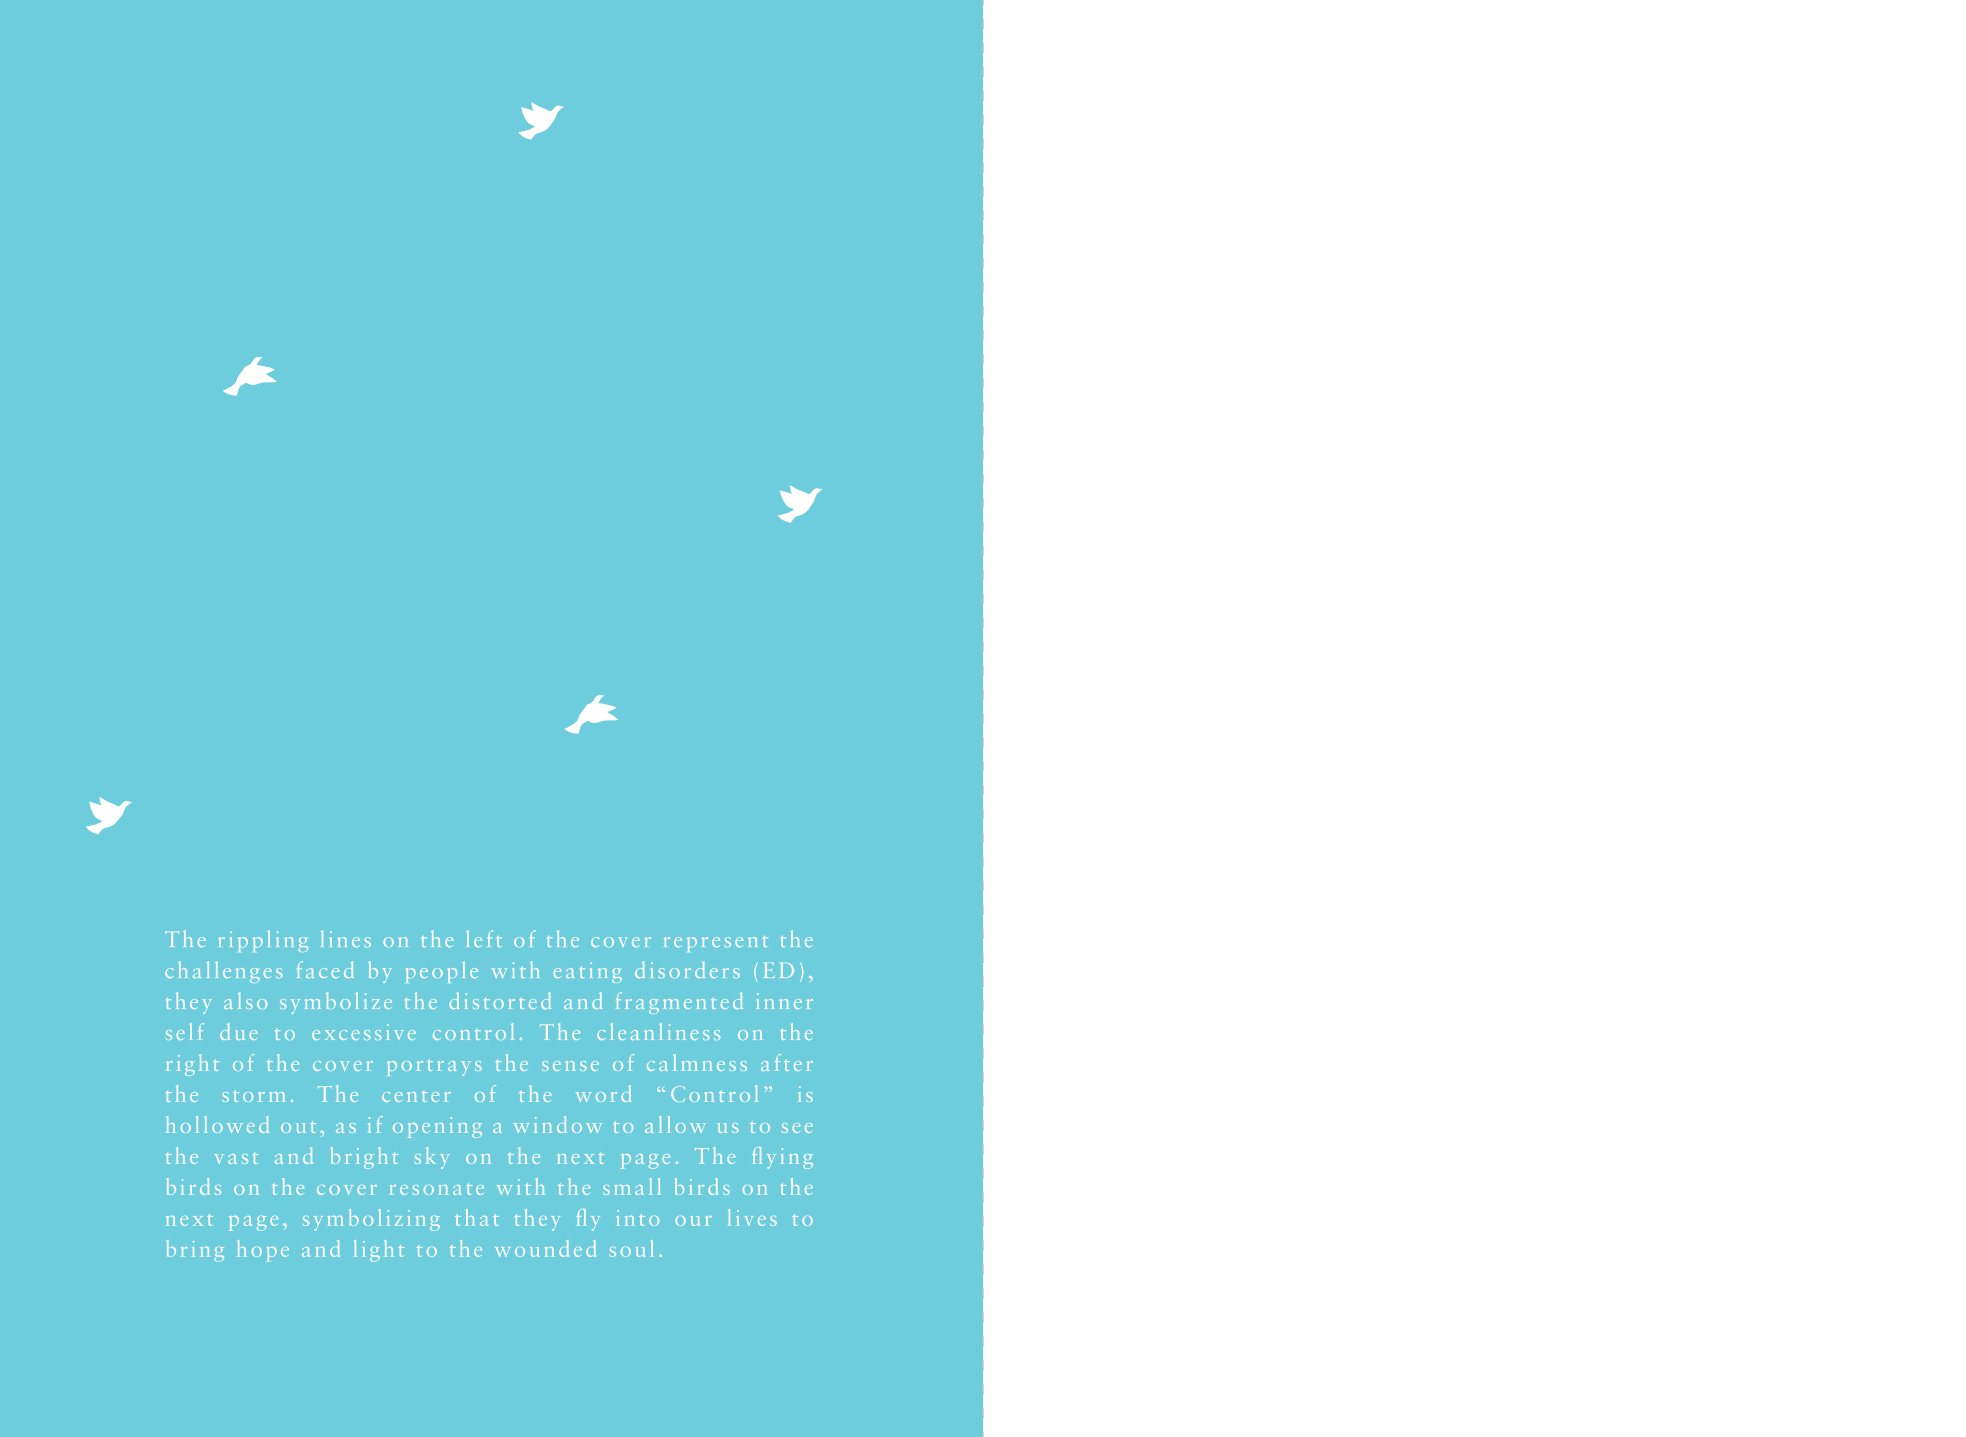 The rippling lines on the left of the cover represent the
challenges faced by people with eating disorders (ED),
they also symbolize the distorted and fragmented inner
self due to excessive control. The cleanliness on the
right of the cover portrays the sense of calmness after
the storm. The center of the word “Control” is
hollowed out, as if opening a window to allow us to see
the vast and bright sky on the next page. The flying
birds on the cover resonate with the small birds on the
next page, symbolizing that they fly into our lives to
bring hope and light to the wounded soul.